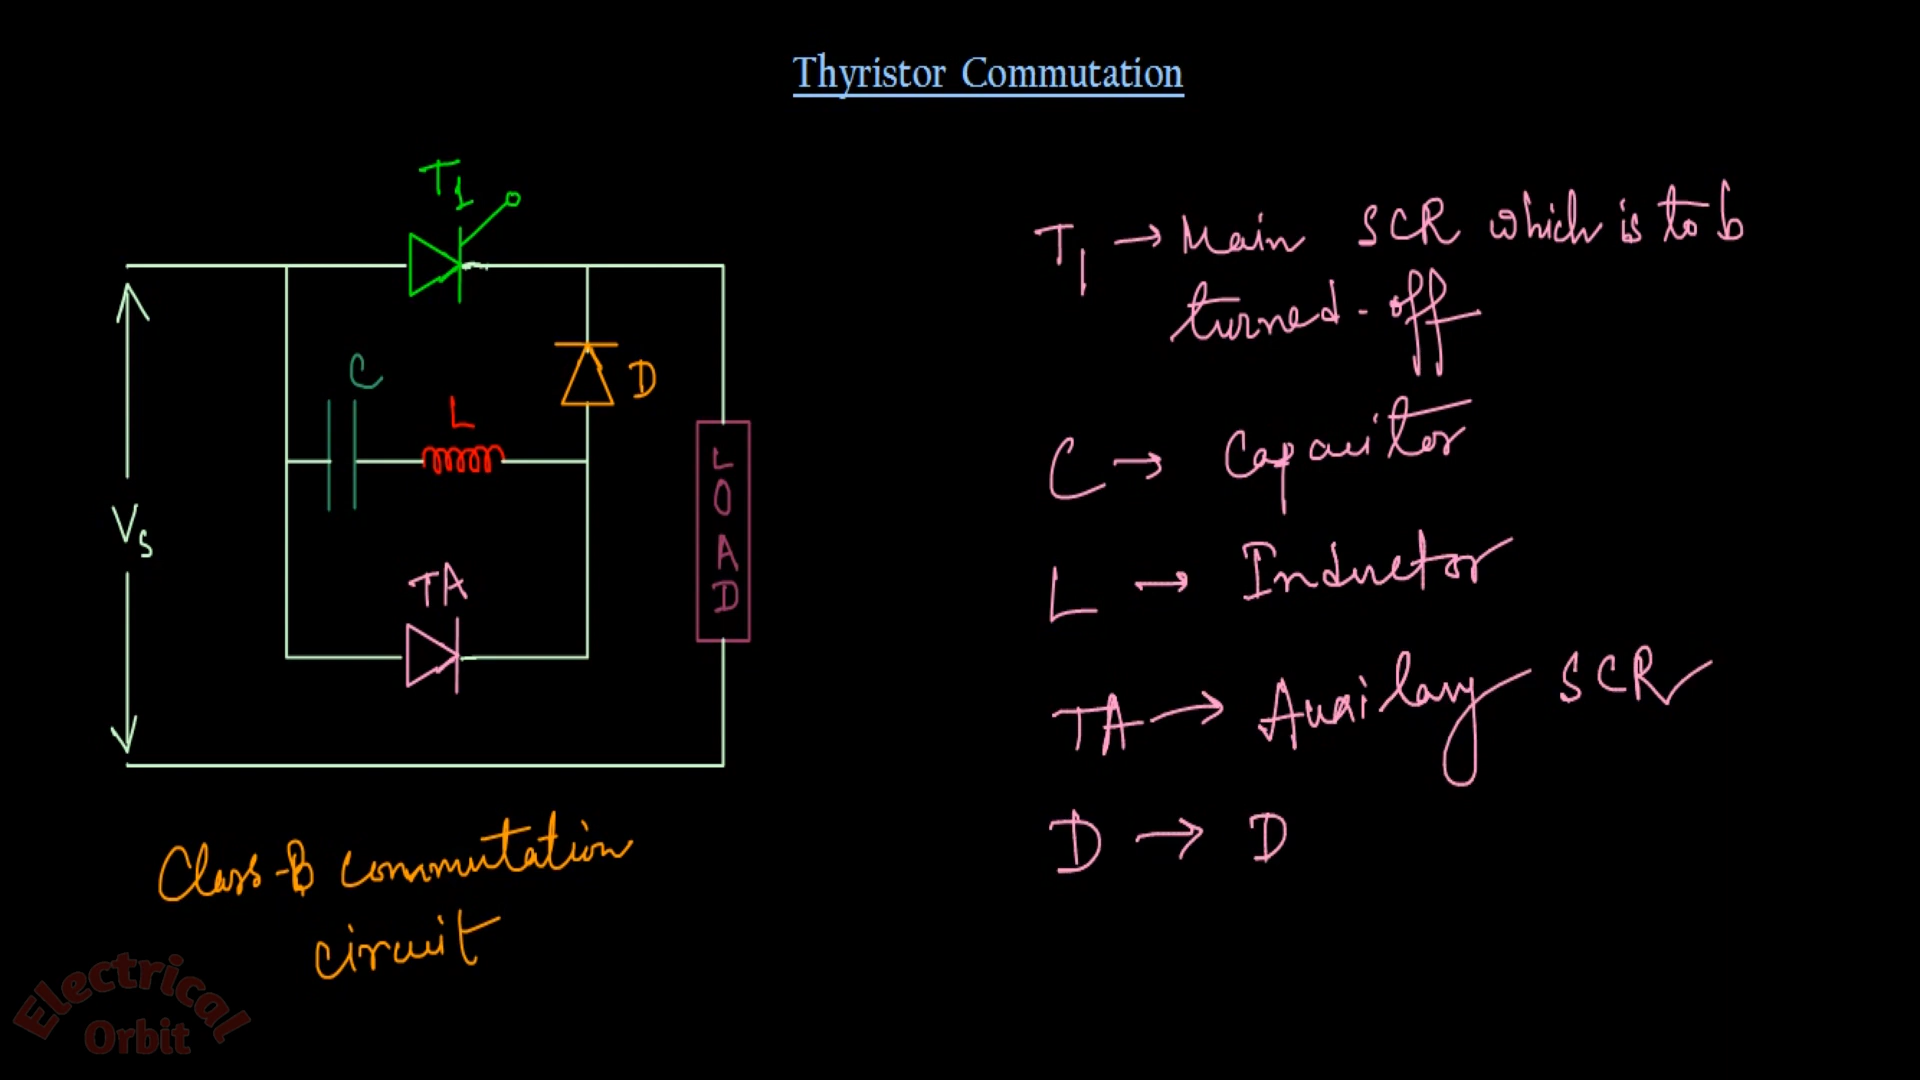 Thyristor Commutation
T1
C
L
D
Vs
LOAD
TA
Class-B commutation
circuit
T1 → Main SCR which is to b
turned-off
C → Capacitor
L → Inductor
TA → Auxilary SCR
D → D
Electrical
Orbit